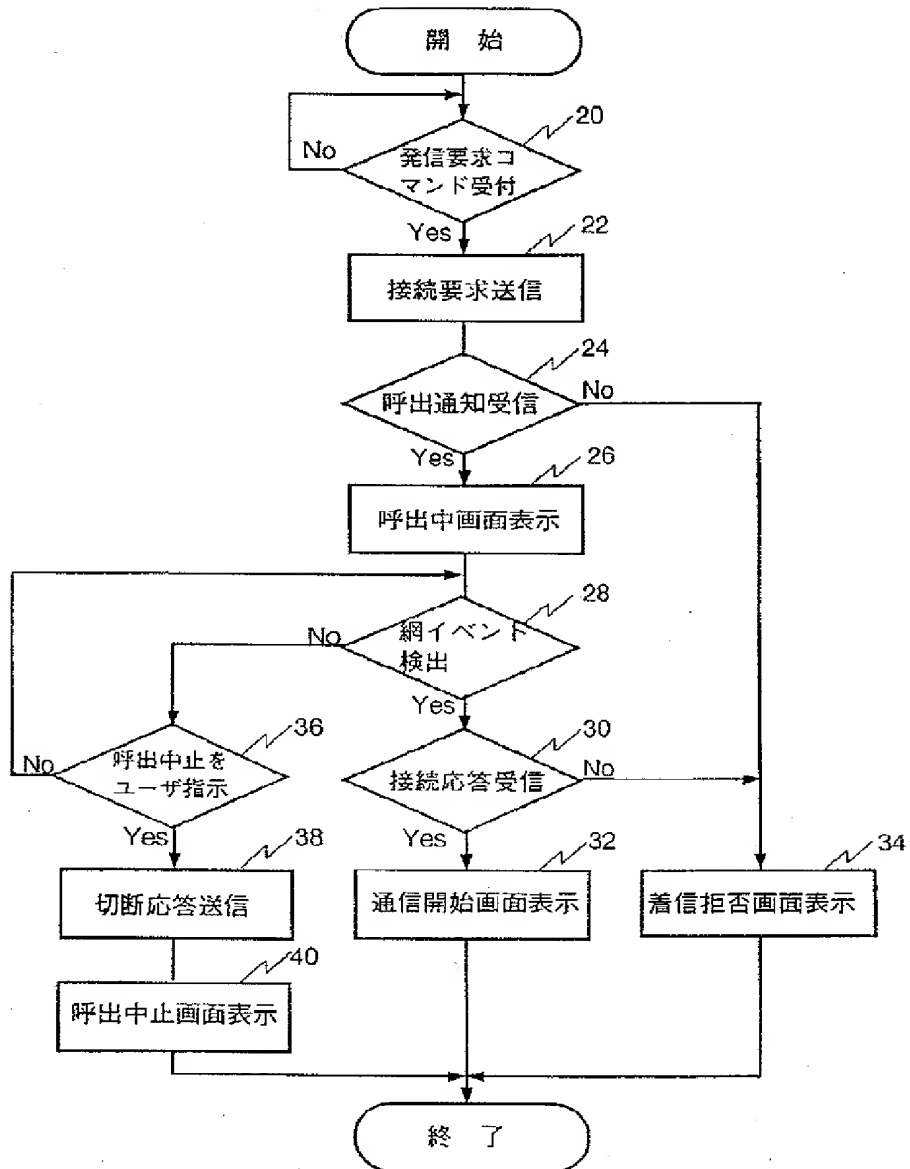 開 始
20
No
発信要求コ
マンド受付
Yes
22
接続要求送信
24
呼出通知受信
No
Yes
26
呼出中画面表示
28
No
網イベント
検出
Yes
36
30
No
呼出中止を
ユーザ指示
接続応答受信
No
Yes
38
Yes
32
34
切断応答送信
通信開始画面表示
着信拒否画面表示
40
呼出中止画面表示
終 了